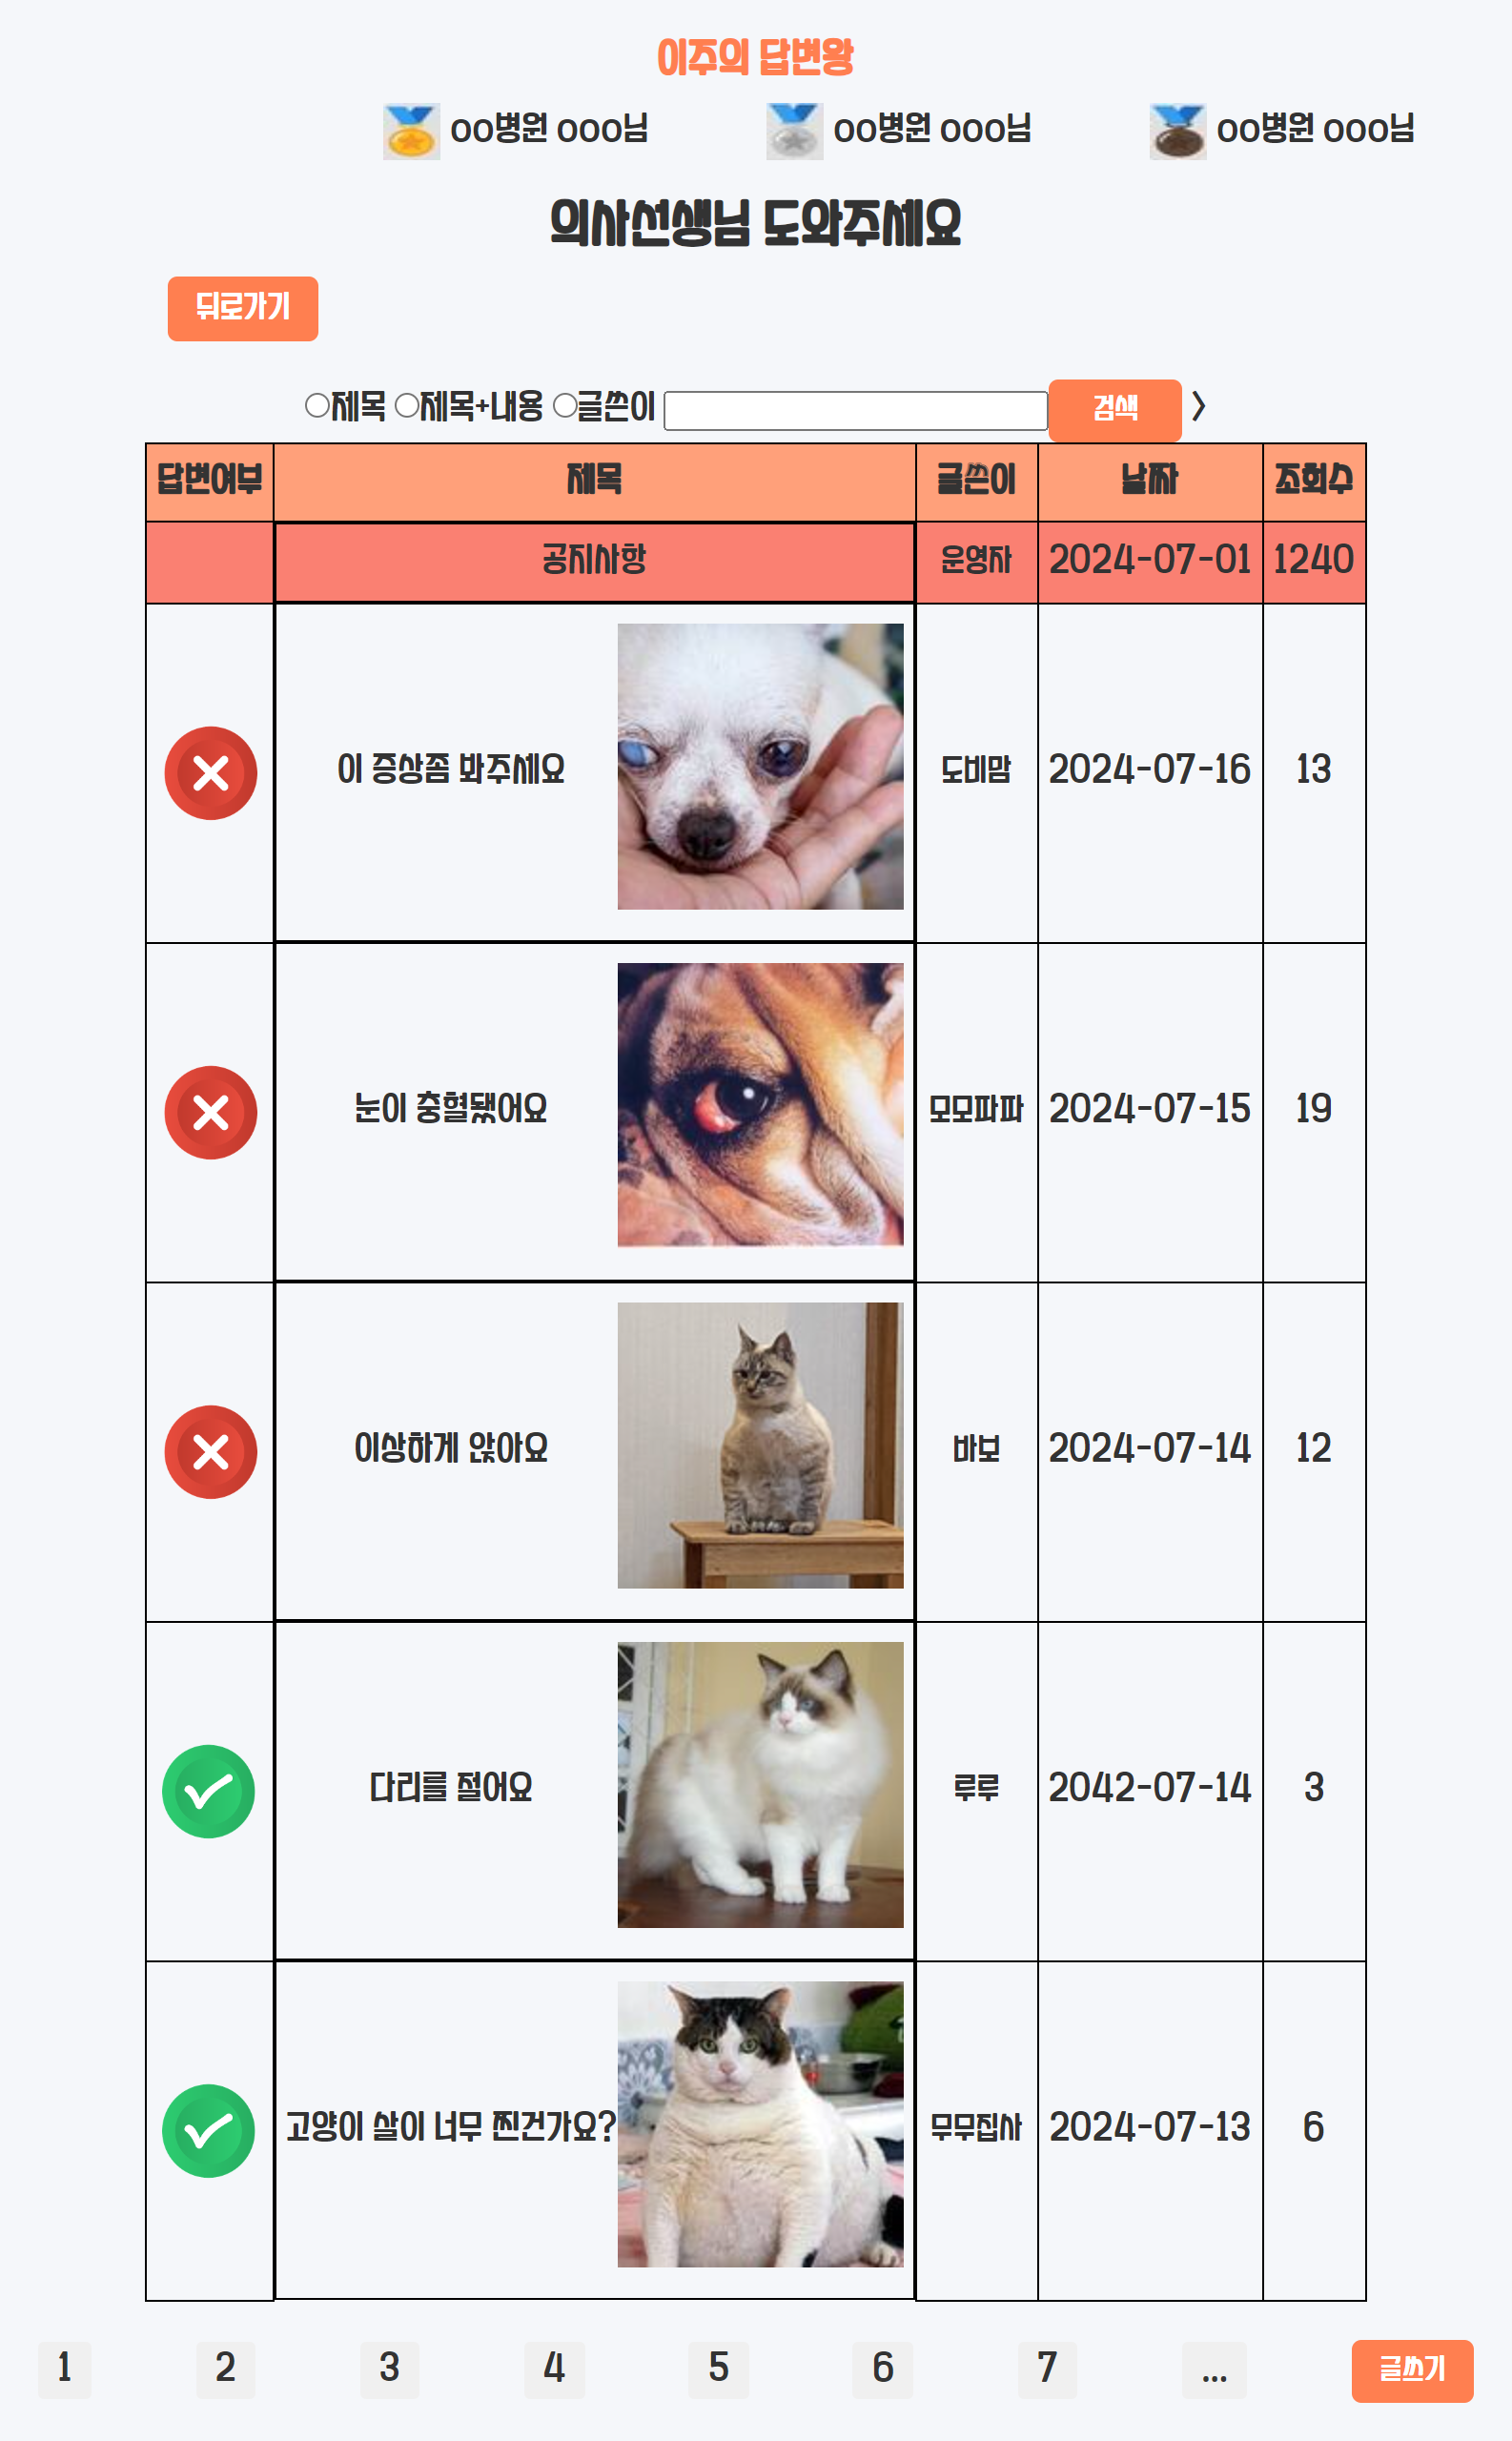 이주의 답변왕
OO병원 OOO님 OO병원 OOO님 OO병원 OOO님
의사선생님 도와주세요
뒤로가기
제목 제목+내용 글쓴이 검색 >
답변여부 제목 글쓴이 날짜 조회수
공지사항 운영자 2024-07-01 1240
이 증상좀 봐주세요 도비맘 2024-07-16 13
눈이 충혈됐어요 모모파파 2024-07-15 19
이상하게 앉아요 바보 2024-07-14 12
다리를 절어요 루루 2042-07-14 3
고양이 살이 너무 찐건가요? 무무집사 2024-07-13 6
1 2 3 4 5 6 7 ... 글쓰기